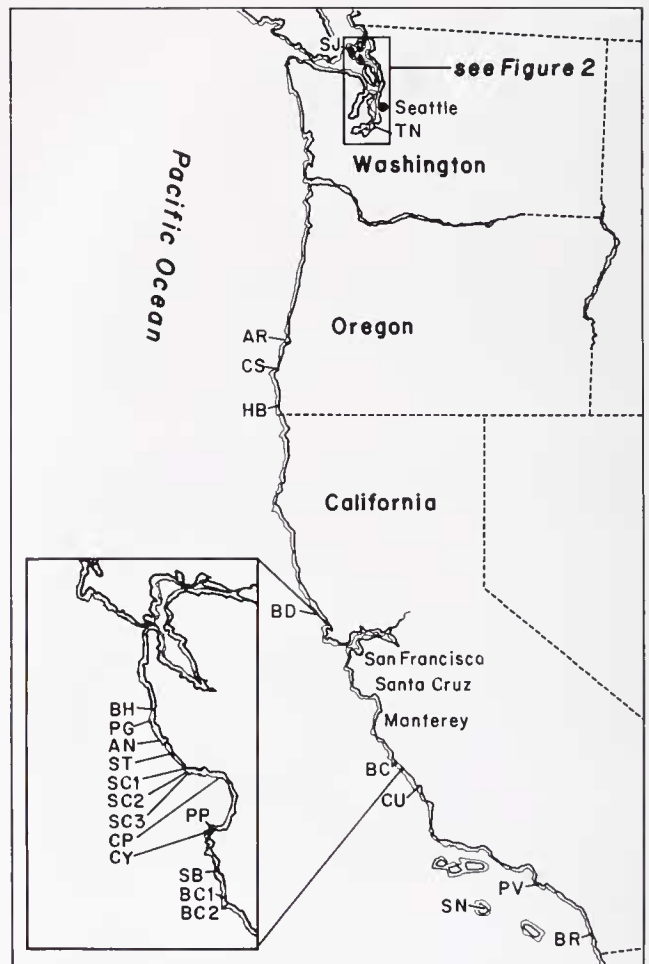 SJ
see Figure 2
Seattle
TN
Washington
Pacific Ocean
AR
Oregon
CS
HB
California
BD
San Francisco
Santa Cruz
Monterey
BC
CU
PV
SN
BR
BH
PG
AN
ST
SC1
SC2
SC3
CP
PP
CY
SB
BC1
BC2